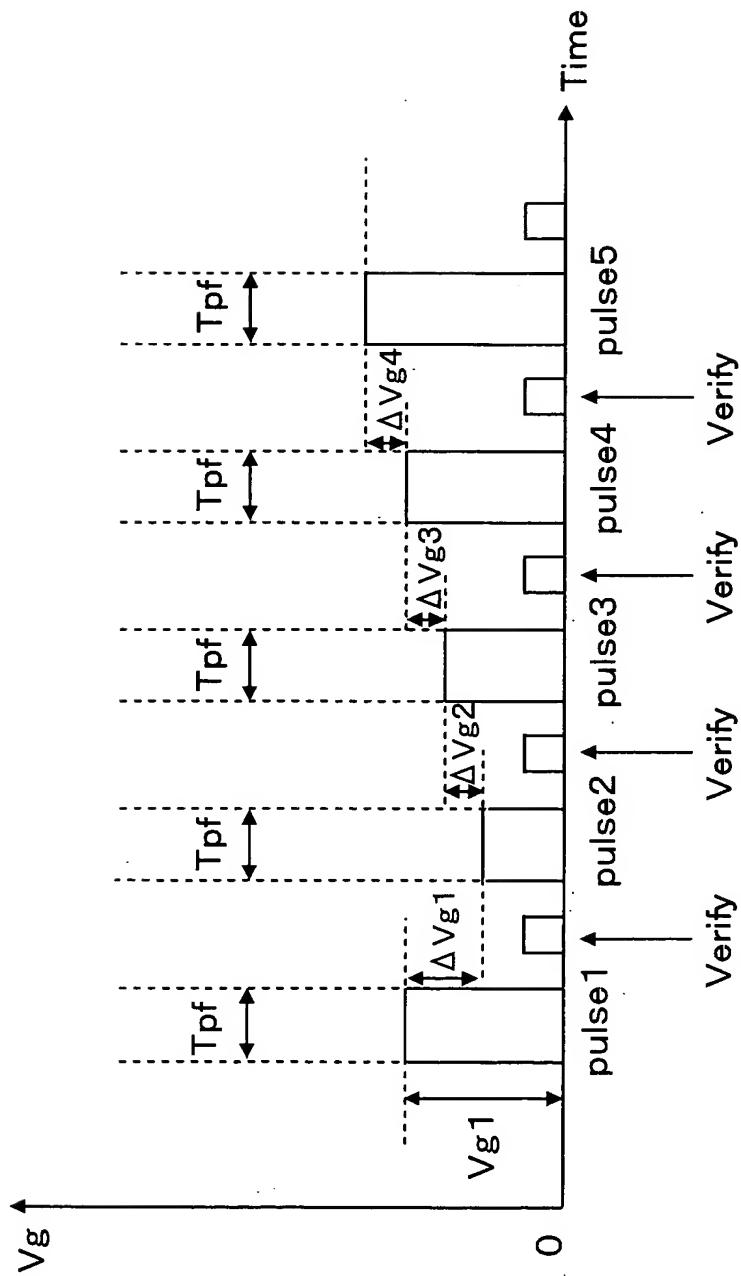 Vg
Tpf
Tpf
Tpf
Tpf
Tpf
Vg1
ΔVg1
ΔVg2
ΔVg3
ΔVg4
0
pulse1
pulse2
pulse3
pulse4
pulse5
Time
Verify
Verify
Verify
Verify